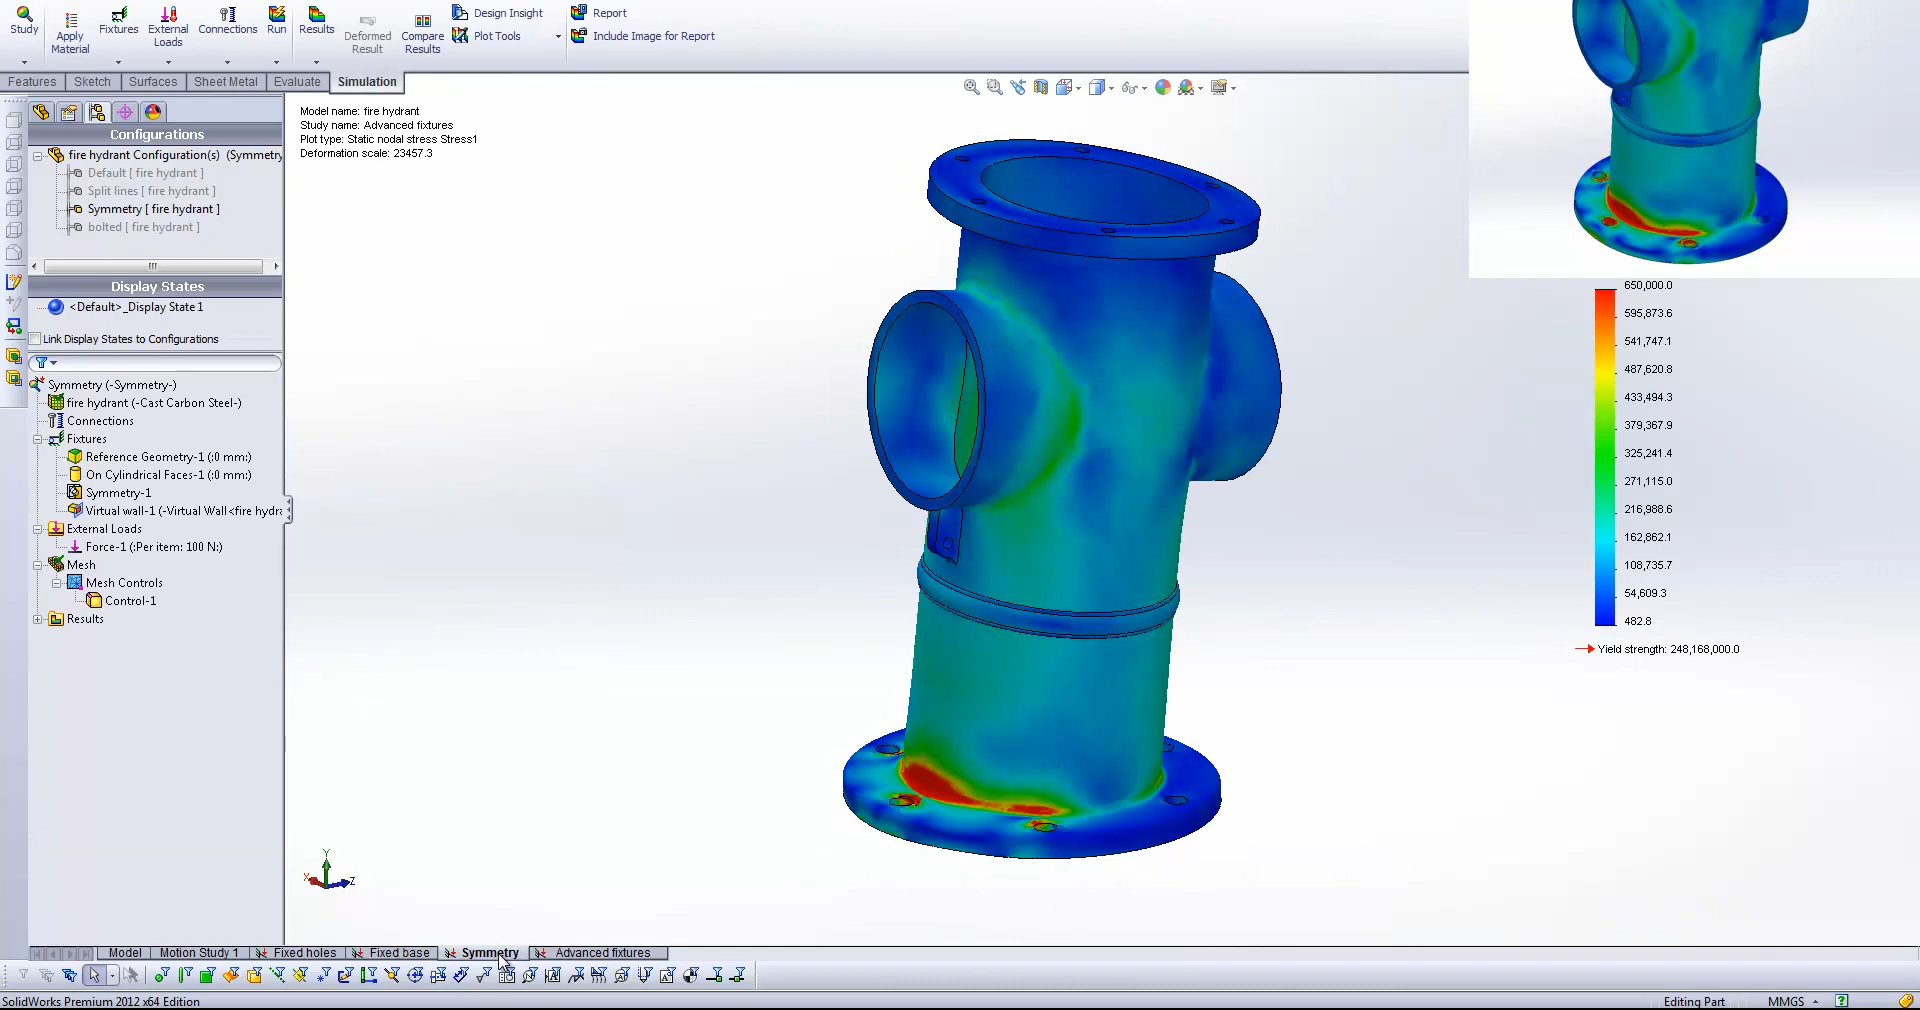 Study
Apply
Material
Fixtures
External
Loads
Connections
Run
Results
Deformed
Result
Compare
Results
Design Insight
Plot Tools
Report
Include Image for Report
Features
Sketch
Surfaces
Sheet Metal
Evaluate
Simulation
Configurations
fire hydrant Configuration(s) (Symmetry
Default [ fire hydrant ]
Split lines [ fire hydrant ]
Symmetry [ fire hydrant ]
bolted [ fire hydrant ]
Display States
<Default>_Display State 1
Link Display States to Configurations
Symmetry (-Symmetry-)
fire hydrant (-Cast Carbon Steel-)
Connections
Fixtures
Reference Geometry-1 (:0 mm:)
On Cylindrical Faces-1 (:0 mm:)
Symmetry-1
Virtual wall-1 (-Virtual Wall<fire hydra
External Loads
Force-1 (:Per item: 100 N:)
Mesh
Mesh Controls
Control-1
Results
Model name: fire hydrant
Study name: Advanced fixtures
Plot type: Static nodal stress Stress1
Deformation scale: 23457.3
650,000.0
595,873.6
541,747.1
487,620.8
433,494.3
379,367.9
325,241.4
271,115.0
216,988.6
162,862.1
108,735.7
54,609.3
482.8
Yield strength: 248,168,000.0
Y
X
Z
Model
Motion Study 1
Fixed holes
Fixed base
Symmetry
Advanced fixtures
SolidWorks Premium 2012 x64 Edition
Editing Part
MMGS